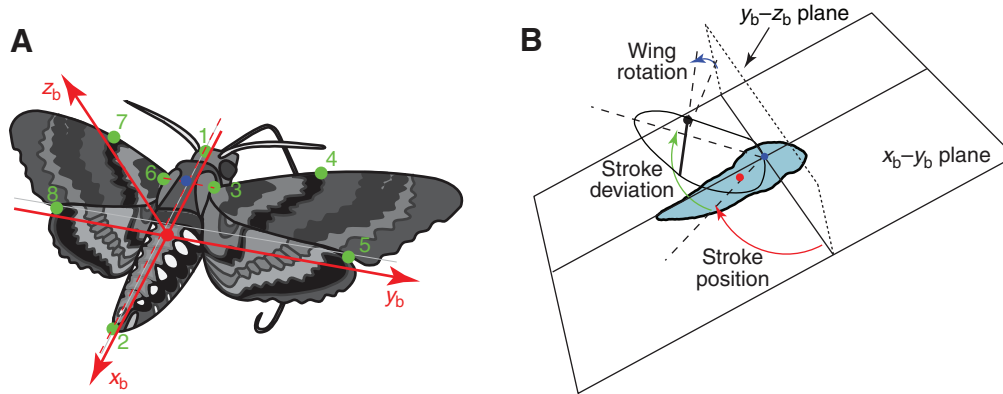 A
z_b
7
1
4
6
3
8
5
y_b
2
x_b
B
y_b–z_b plane
Wing
rotation
x_b–y_b plane
Stroke
deviation
Stroke
position